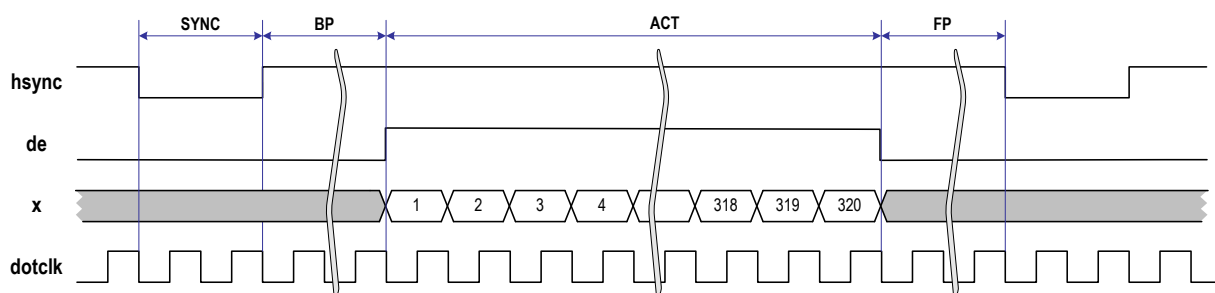 SYNC BP ACT FP
hsync
de
x 1 2 3 4 318 319 320
dotclk